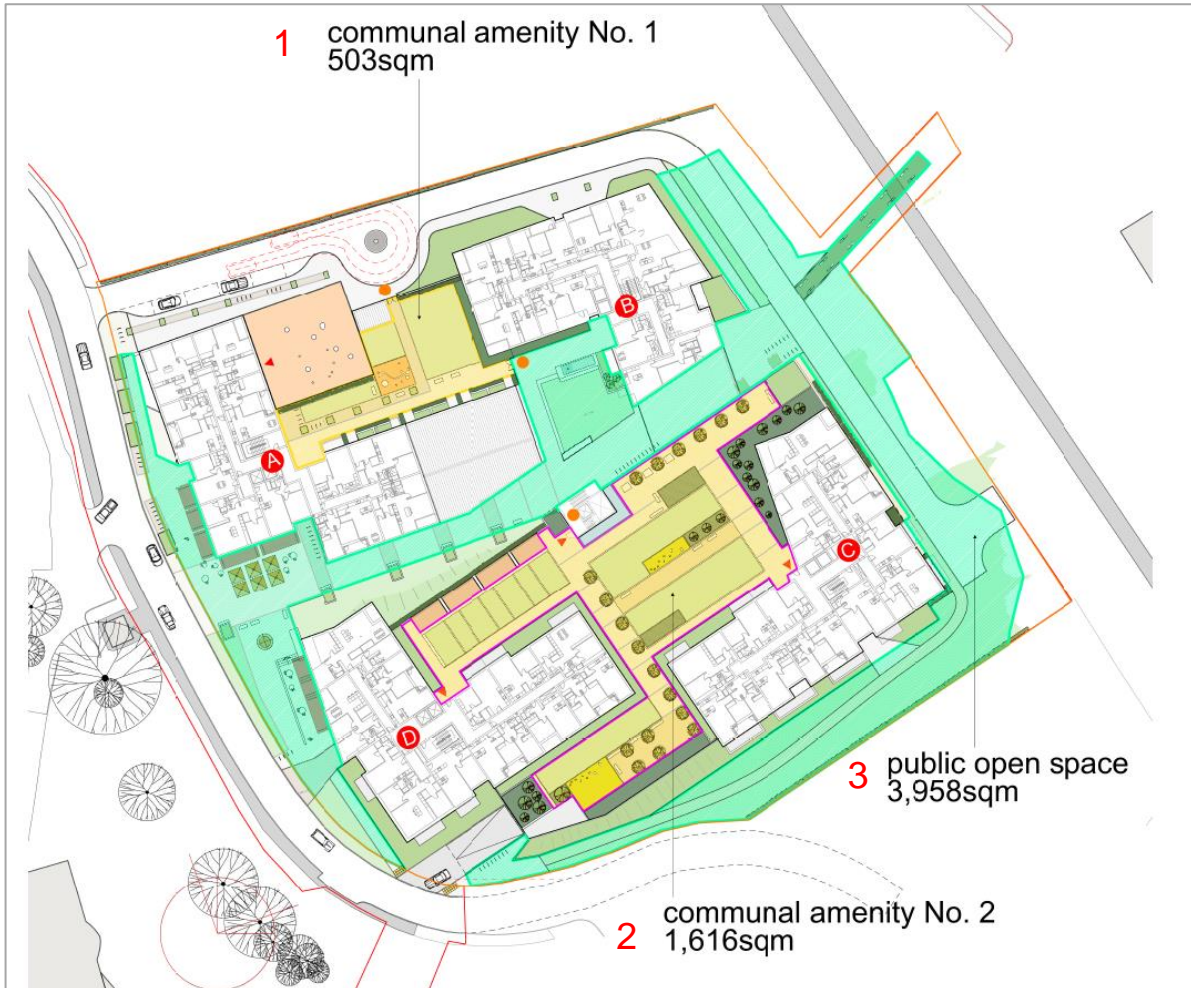 1 communal amenity No. 1
503sqm
B
A
C
D
3 public open space
3,958sqm
2 communal amenity No. 2
1,616sqm